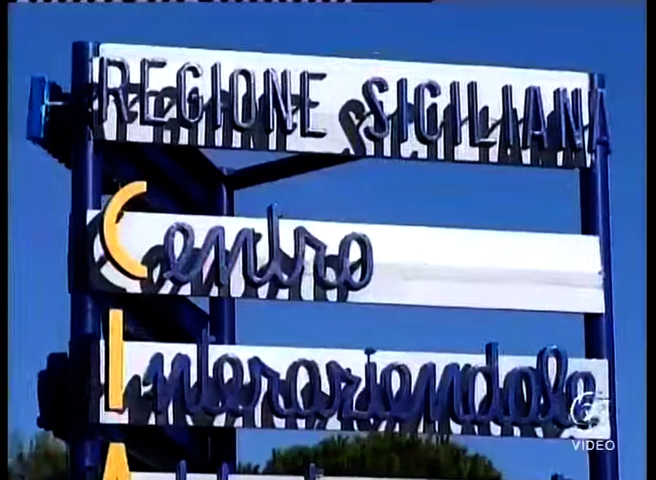 REGIONE SICILIANA
Centro
Interaziendale
A
VIDEO